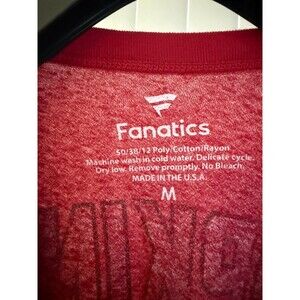 Fanatics
50/38/12 Poly/Cotton/Rayon
Machine wash in cold water. Delicate cycle
Dry low. Remove promptly. No Bleach.
MADE IN THE U.S.A.
M